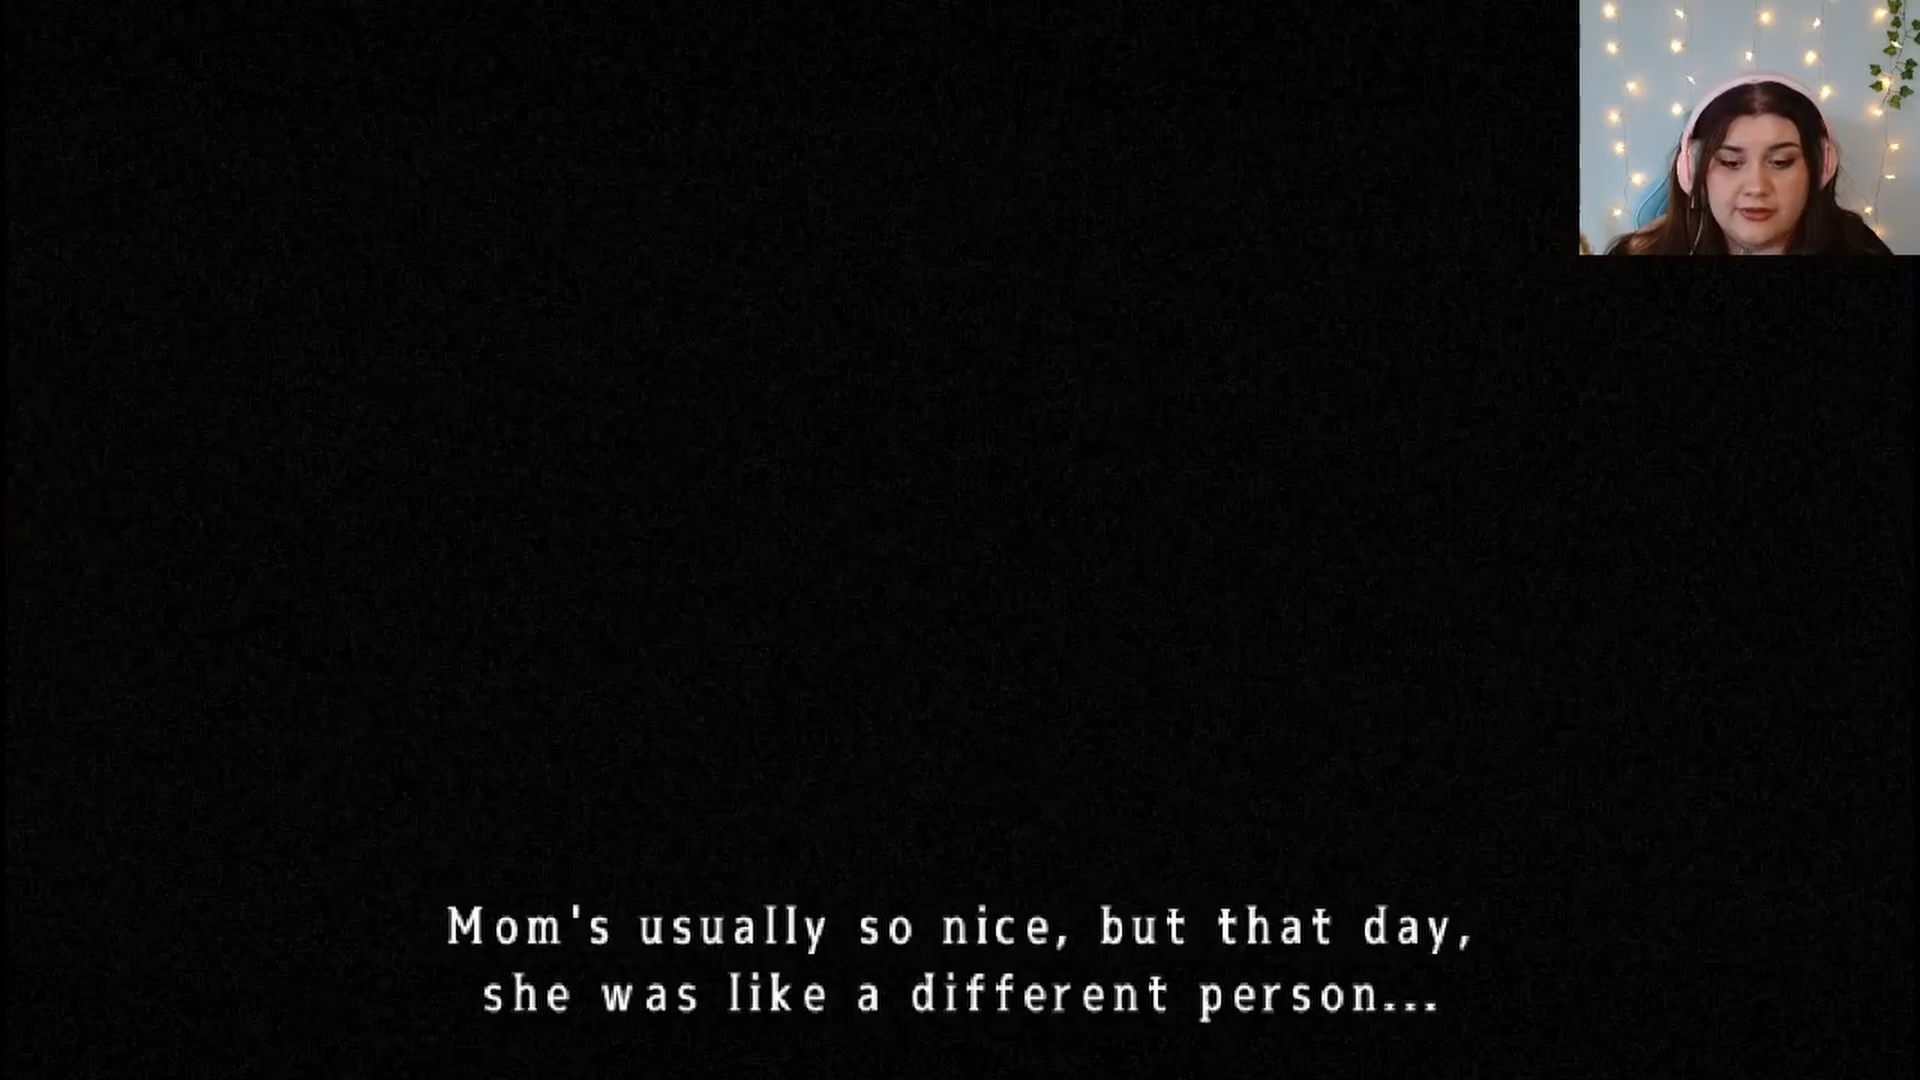 Mom's usually so nice, but that day,
she was like a different person...